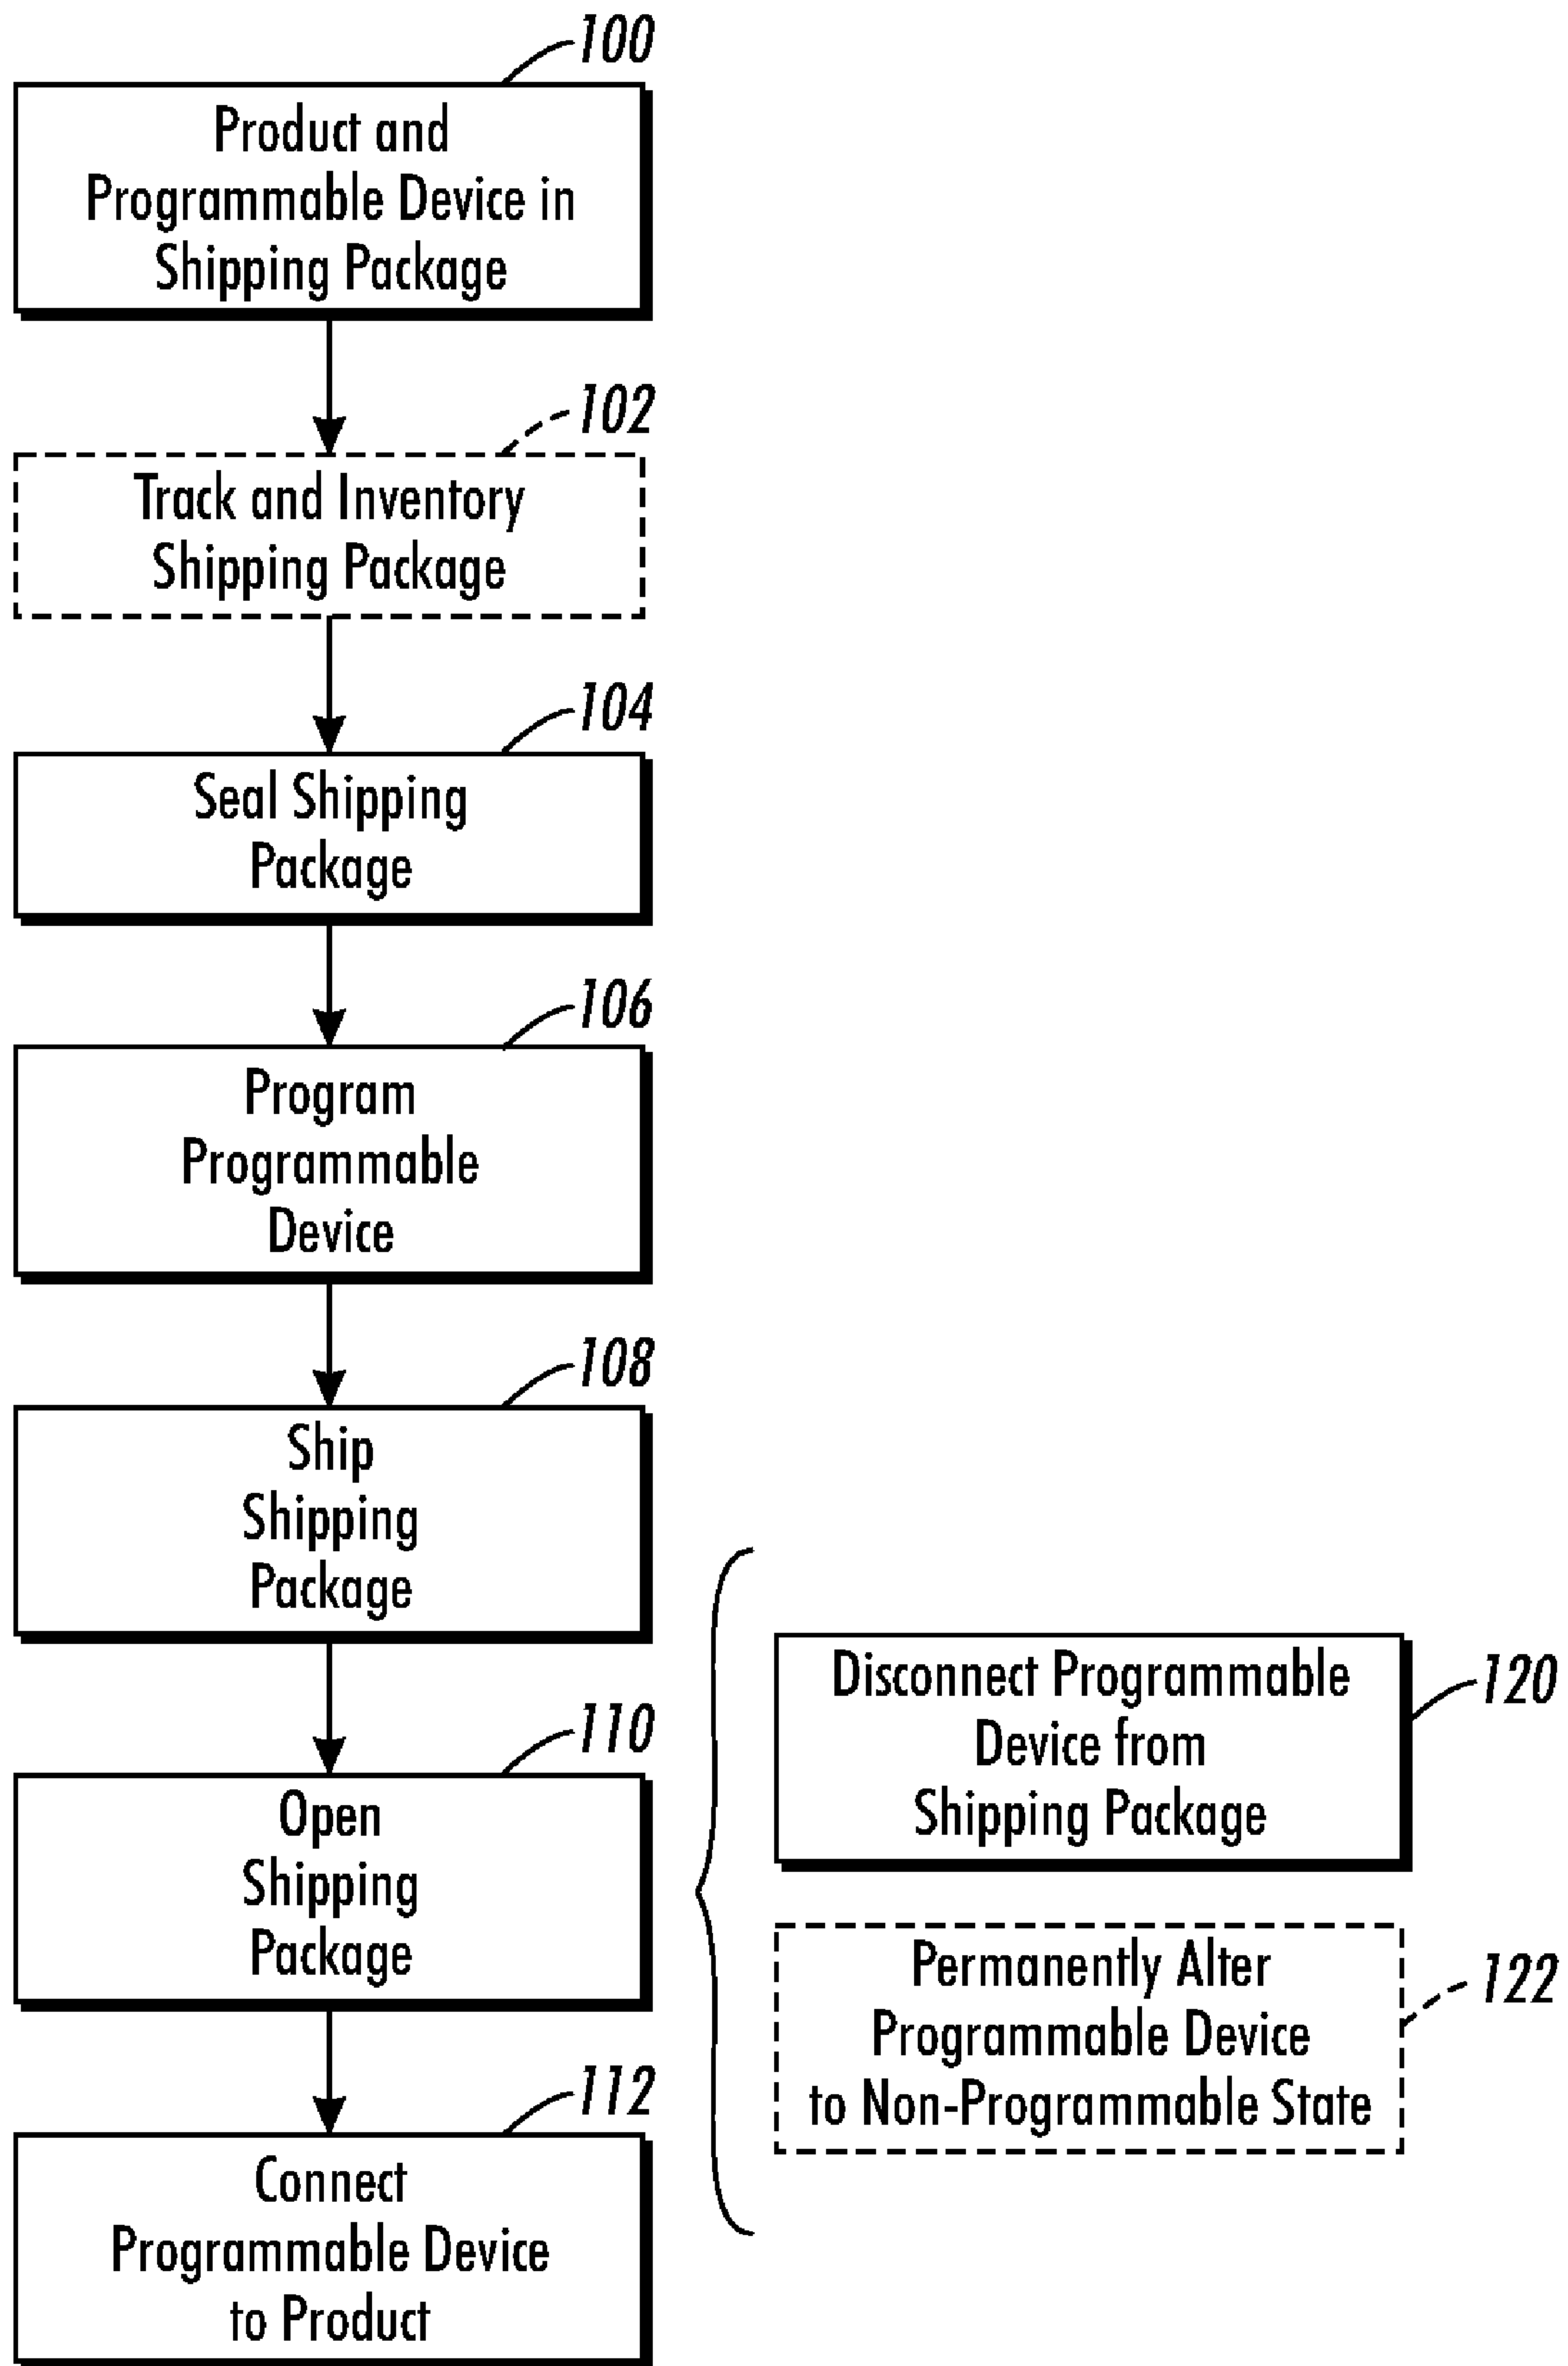 100
Product and
Programmable Device in
Shipping Package
102
Track and Inventory
Shipping Package
104
Seal Shipping
Package
106
Program
Programmable
Device
108
Ship
Shipping
Package
110
Open
Shipping
Package
120
Disconnect Programmable
Device from
Shipping Package
122
Permanently Alter
Programmable Device
to Non-Programmable State
112
Connect
Programmable Device
to Product